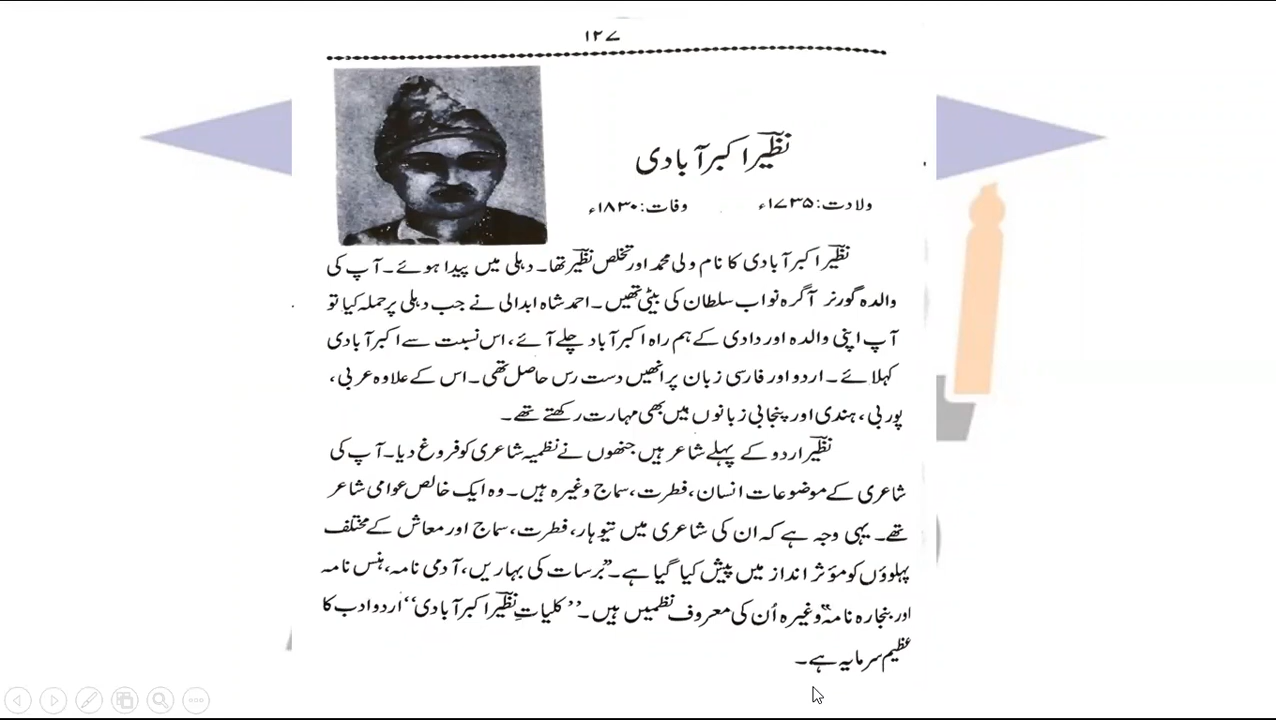 ۱۲۷
نظیر اکبر آبادی
ولادت: ۱۷۳۵ء وفات: ۱۸۳۰ء
نظیر اکبر آبادی کا نام ولی محمد اور تخلص نظیر تھا۔ دہلی میں پیدا ہوئے۔ آپ کی
والدہ گورنر آگرہ نواب سلطان کی بیٹی تھیں۔ احمد شاہ ابدالی نے جب دہلی پر حملہ کیا تو
آپ اپنی والدہ اور دادی کے ہم راہ اکبر آباد چلے آئے، اس نسبت سے اکبر آبادی
کہلائے۔ اردو اور فارسی زبان پر انھیں دست رس حاصل تھی۔ اس کے علاوہ عربی،
پوربی، ہندی اور پنجابی زبانوں میں بھی مہارت رکھتے تھے۔
نظیر اردو کے پہلے شاعر ہیں جنھوں نے نظمیہ شاعری کو فروغ دیا۔ آپ کی
شاعری کے موضوعات انسان، فطرت، سماج وغیرہ ہیں۔ وہ ایک خالص عوامی شاعر
تھے۔ یہی وجہ ہے کہ ان کی شاعری میں تیوہار، فطرت، سماج اور معاش کے مختلف
پہلوؤں کو مؤثر انداز میں پیش کیا گیا ہے۔ ”برسات کی بہاریں، آدمی نامہ، ہنس نامہ
اور بنجارہ نامہ“ وغیرہ اُن کی معروف نظمیں ہیں۔ ”کلیاتِ نظیر اکبر آبادی“ اردو ادب کا
عظیم سرمایہ ہے۔